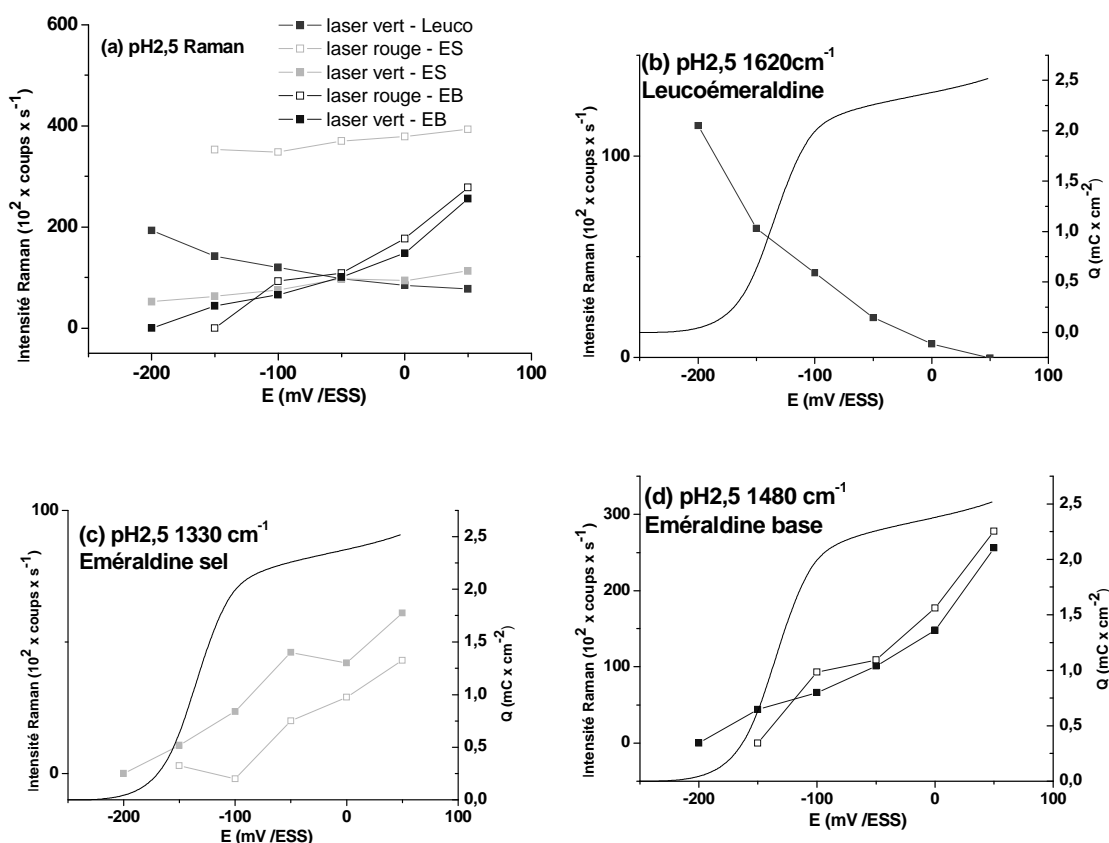 600
400
200
0
Intensité Raman (10² x coups x s⁻¹)
(a) pH2,5 Raman
laser vert - Leuco
laser rouge - ES
laser vert - ES
laser rouge - EB
laser vert - EB
-200
-100
0
100
E (mV /ESS)
(b) pH2,5 1620cm⁻¹
Leucoémeraldine
100
0
Intensité Raman (10² x coups x s⁻¹)
2,5
2,0
1,5
1,0
0,5
0,0
Q (mC x cm⁻²)
-200
-100
0
100
E (mV /ESS)
(c) pH2,5 1330 cm⁻¹
Eméraldine sel
100
0
Intensité Raman (10² x coups x s⁻¹)
2,5
2,0
1,5
1,0
0,5
0,0
Q (mC x cm⁻²)
-200
-100
0
100
E (mV /ESS)
(d) pH2,5 1480 cm⁻¹
Eméraldine base
300
200
100
0
Intensité Raman (10² x coups x s⁻¹)
2,5
2,0
1,5
1,0
0,5
0,0
Q (mC x cm⁻²)
-200
-100
0
100
E (mV /ESS)